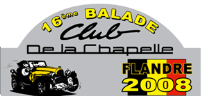 16ème BALADE
Club
De la Chapelle
FLANDRE
2008